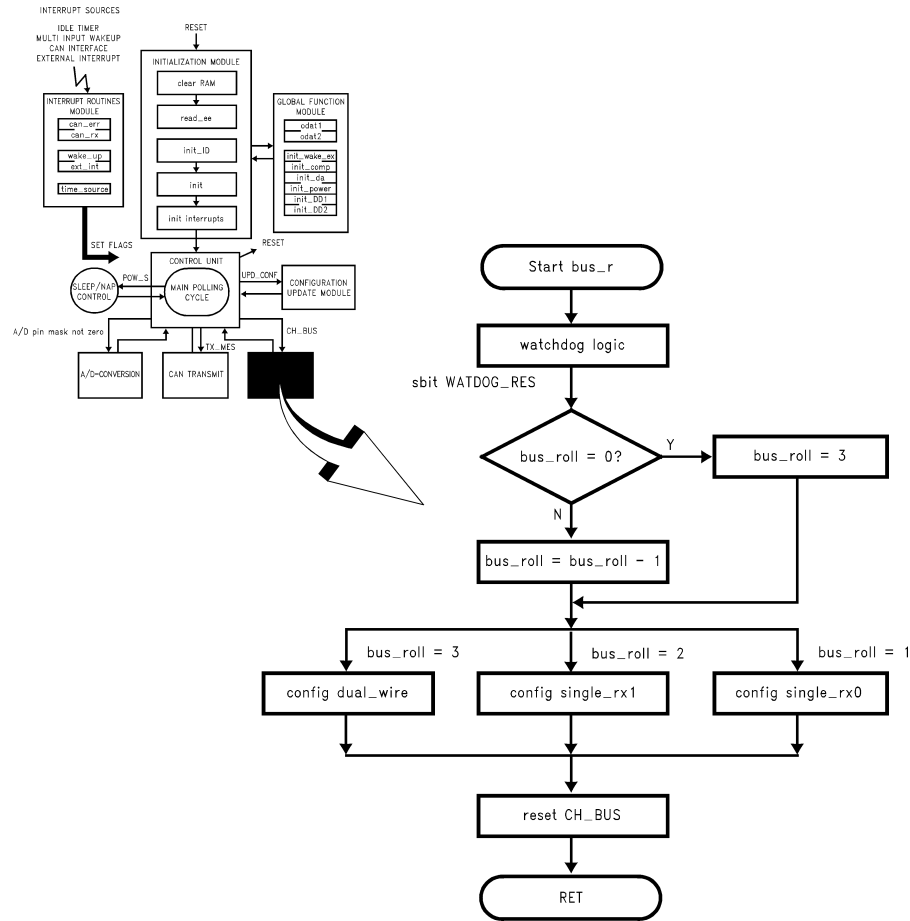 INTERRUPT SOURCES
IDLE TIMER
MULTI INPUT WAKEUP
CAN INTERFACE
EXTERNAL INTERRUPT
RESET
INITIALIZATION MODULE
clear RAM
read_ee
init_ID
init
init interrupts
INTERRUPT ROUTINES
MODULE
can_err
can_rx
wake_up
ext_int
time_source
GLOBAL FUNCTION
MODULE
odat1
odat2
init_wake_ex
init_comp
init_da
init_power
init_DD1
init_DD2
SET FLAGS
RESET
CONTROL UNIT
MAIN POLLING
CYCLE
POW_S
SLEEP/NAP
CONTROL
UPD_CONF
CONFIGURATION
UPDATE MODULE
A/D pin mask not zero
CH_BUS
TX_MES
A/D-CONVERSION
CAN TRANSMIT
Start bus_r
watchdog logic
sbit WATDOG_RES
bus_roll = 0?
Y
bus_roll = 3
N
bus_roll = bus_roll - 1
bus_roll = 3
bus_roll = 2
bus_roll = 1
config dual_wire
config single_rx1
config single_rx0
reset CH_BUS
RET